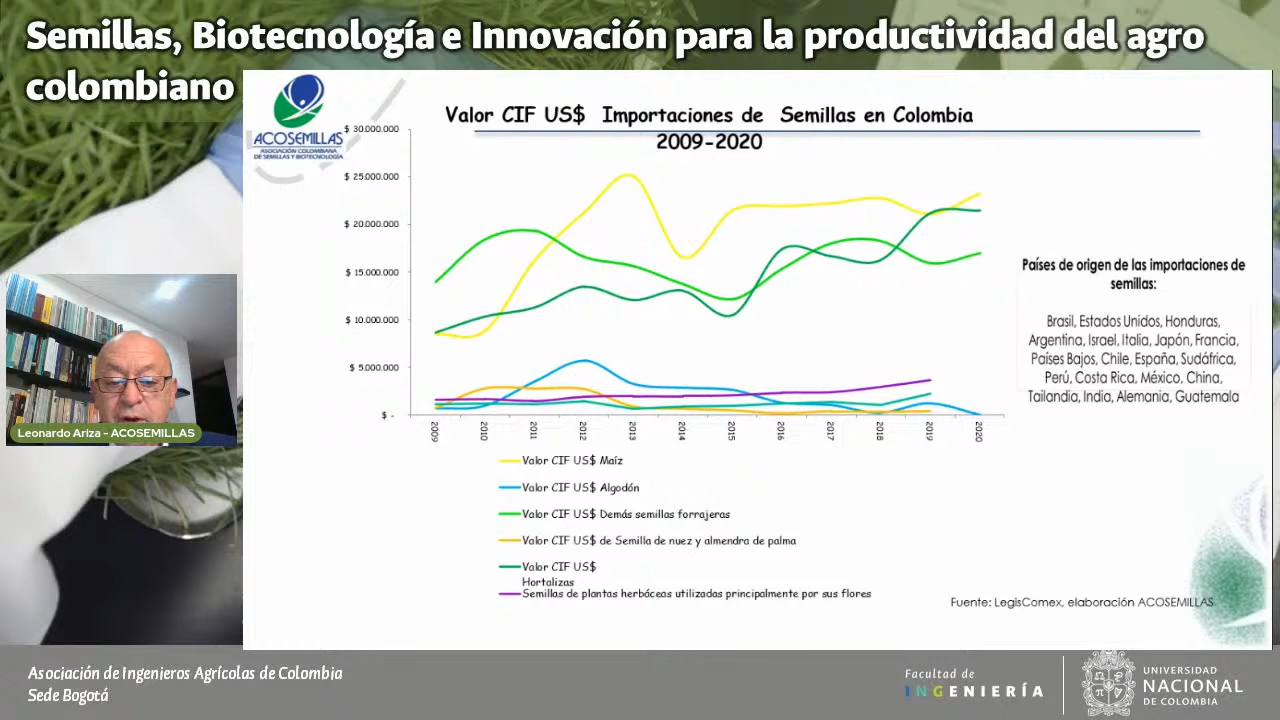 Semillas, Biotecnología e Innovación para la productividad del agro
colombiano
ACOSEMILLAS
ASOCIACIÓN COLOMBIANA
DE SEMILLAS Y BIOTECNOLOGÍA
Valor CIF US$ Importaciones de Semillas en Colombia
2009-2020
$ 30.000.000
$ 25.000.000
$ 20.000.000
$ 15.000.000
$ 10.000.000
$ 5.000.000
$ -
2009 2010 2011 2012 2013 2014 2015 2016 2017 2018 2019 2020
Valor CIF US$ Maíz
Valor CIF US$ Algodón
Valor CIF US$ Demás semillas forrajeras
Valor CIF US$ de Semilla de nuez y almendra de palma
Valor CIF US$
Hortalizas
Semillas de plantas herbáceas utilizadas principalmente por sus flores
Países de origen de las importaciones de
semillas:
Brasil, Estados Unidos, Honduras,
Argentina, Israel, Italia, Japón, Francia,
Países Bajos, Chile, España, Sudáfrica,
Perú, Costa Rica, México, China,
Tailandia, India, Alemania, Guatemala
Fuente: LegisComex, elaboración ACOSEMILLAS
Leonardo Ariza - ACOSEMILLAS
Asociación de Ingenieros Agrícolas de Colombia
Sede Bogotá
Facultad de
INGENIERÍA
UNIVERSIDAD
NACIONAL
DE COLOMBIA